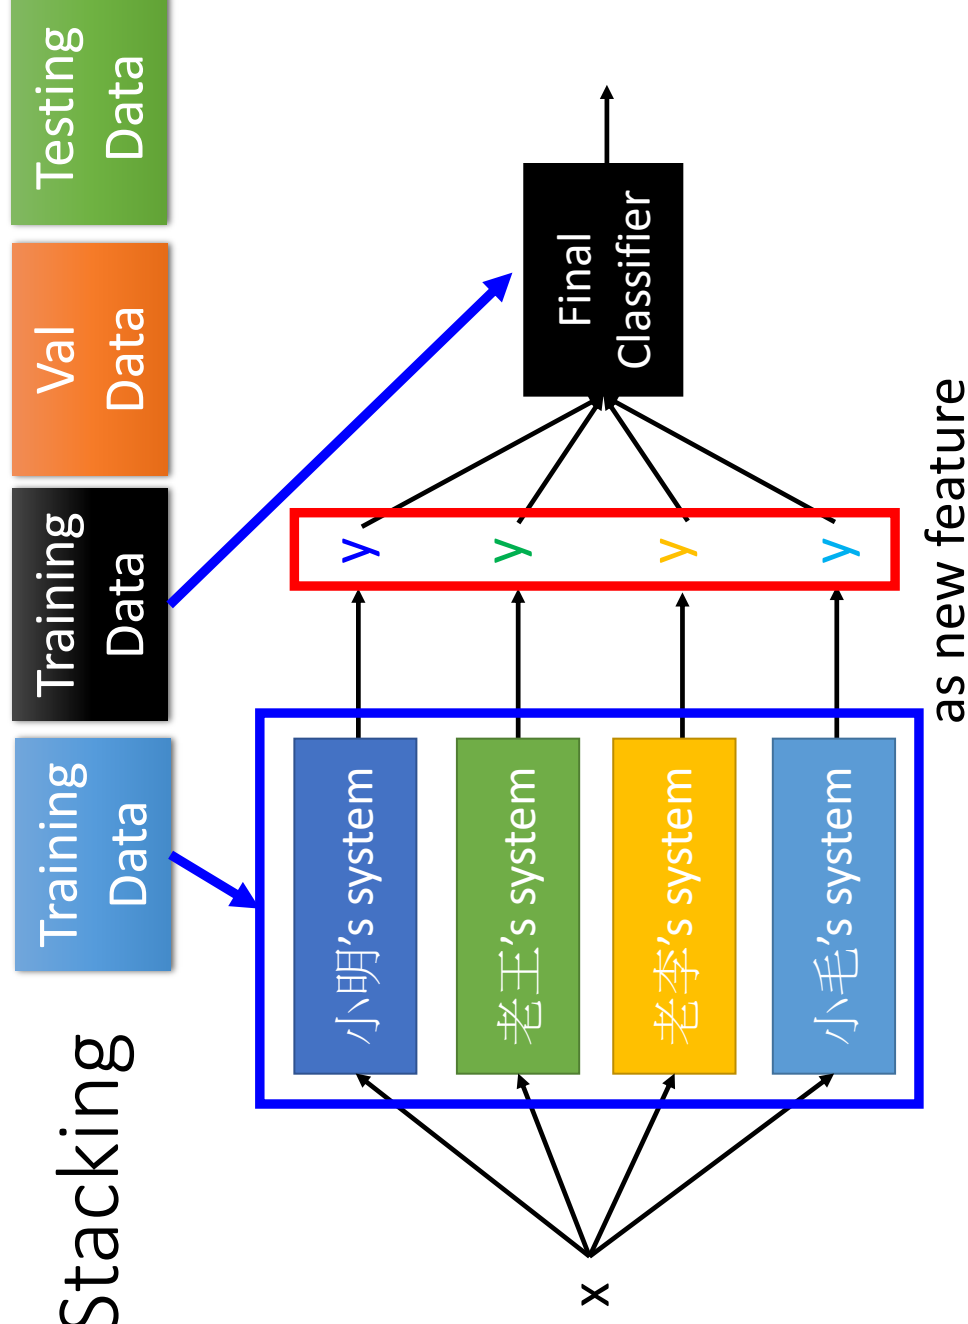 Stacking
Training
Data
Training
Data
Val
Data
Testing
Data
x
小明's system
老王's system
老李's system
小毛's system
y
y
y
y
Final
Classifier
as new feature